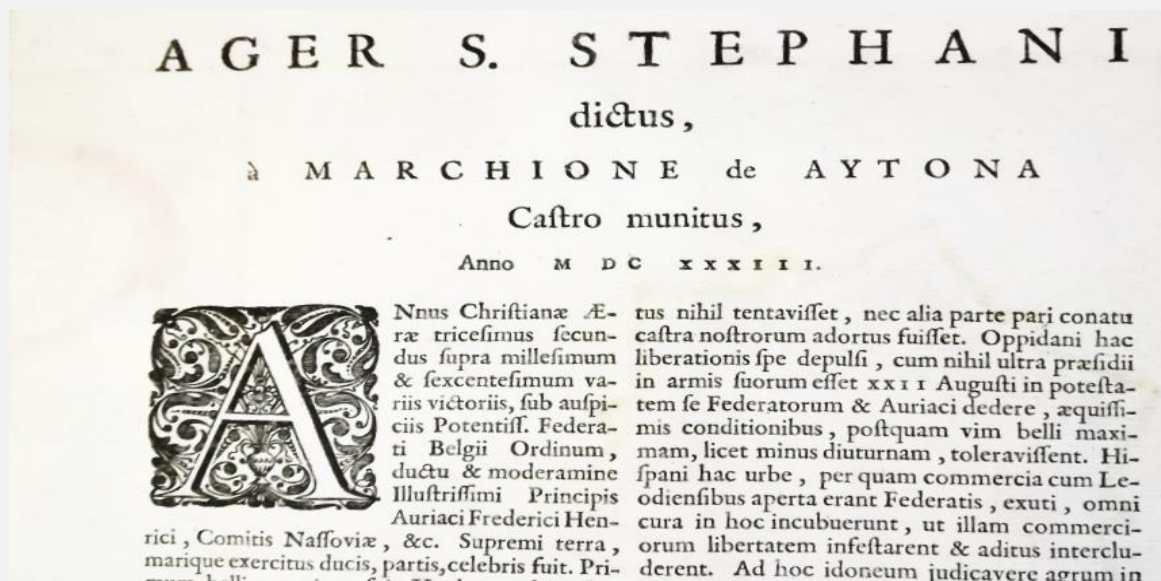 AGER S. STEPHANI
dictus,
à MARCHIONE de AYTONA
Caſtro munitus,
Anno M DC XXXIII.
ANnus Chriſtianæ Æ-
ræ triceſimus ſecun-
dus ſupra milleſimum
& ſexcenteſimum va-
riis victoriis, ſub auſpi-
ciis Potentiſſ. Federa-
ti Belgii Ordinum,
ductu & moderamine
Illuſtriſſimi Principis
Auriaci Frederici Hen-
rici, Comitis Naſſoviæ, &c. Supremi terra,
marique exercitus ducis, partis, celebris fuit. Pri-
tus nihil tentaviſſet, nec alia parte pari conatu
caſtra noſtrorum adortus fuiſſet. Oppidani hac
liberationis ſpe depulſi, cum nihil ultra præſidii
in armis ſuorum eſſet XXII Auguſti in poteſta-
tem ſe Federatorum & Auriaci dedere, æquiſſi-
mis conditionibus, poſtquam vim belli maxi-
mam, licet minus diuturnam, toleraviſſent. Hi-
ſpani hac urbe, per quam commercia cum Le-
odienſibus aperta erant Federatis, exuti, omni
cura in hoc incubuerunt, ut illam commerci-
orum libertatem infeſtarent & aditus interclu-
derent. Ad hoc idoneum judicavere agrum in